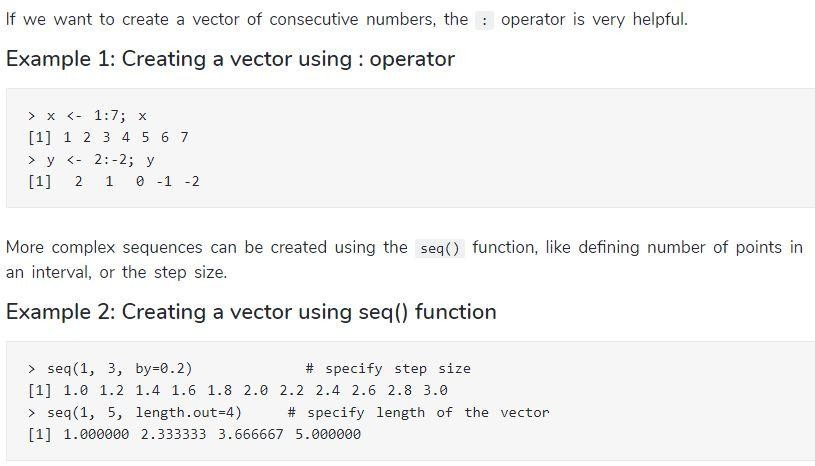 If we want to create a vector of consecutive numbers, the : operator is very helpful.
Example 1: Creating a vector using : operator
> x <- 1:7; x
[1] 1 2 3 4 5 6 7
> y <- 2:-2; y
[1]  2  1  0 -1 -2
More complex sequences can be created using the seq() function, like defining number of points in
an interval, or the step size.
Example 2: Creating a vector using seq() function
> seq(1, 3, by=0.2)          # specify step size
[1] 1.0 1.2 1.4 1.6 1.8 2.0 2.2 2.4 2.6 2.8 3.0
> seq(1, 5, length.out=4)    # specify length of the vector
[1] 1.000000 2.333333 3.666667 5.000000